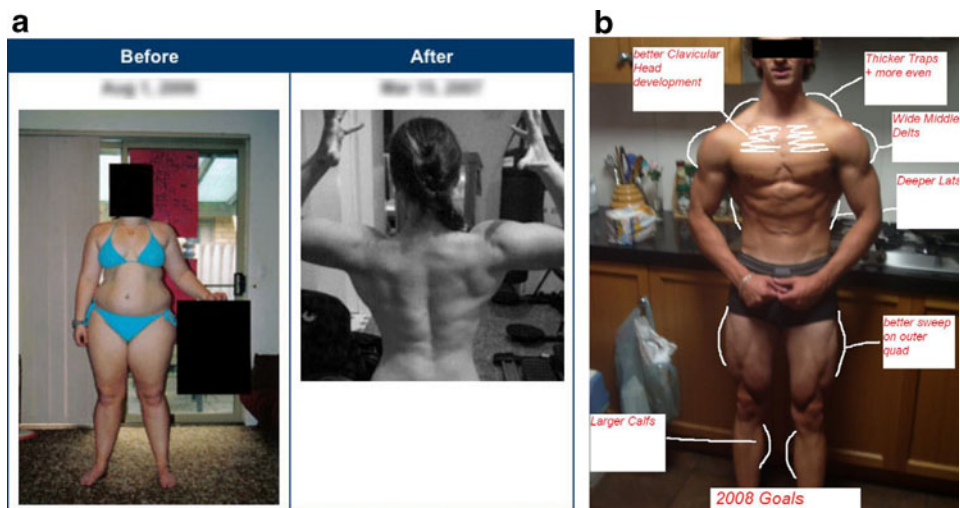 a
Before
After
b
better Clavicular
Head
development
Thicker Traps
+ more even
Wide Middle
Delts
Deeper Lats
better sweep
on outer
quad
Larger Calfs
2008 Goals